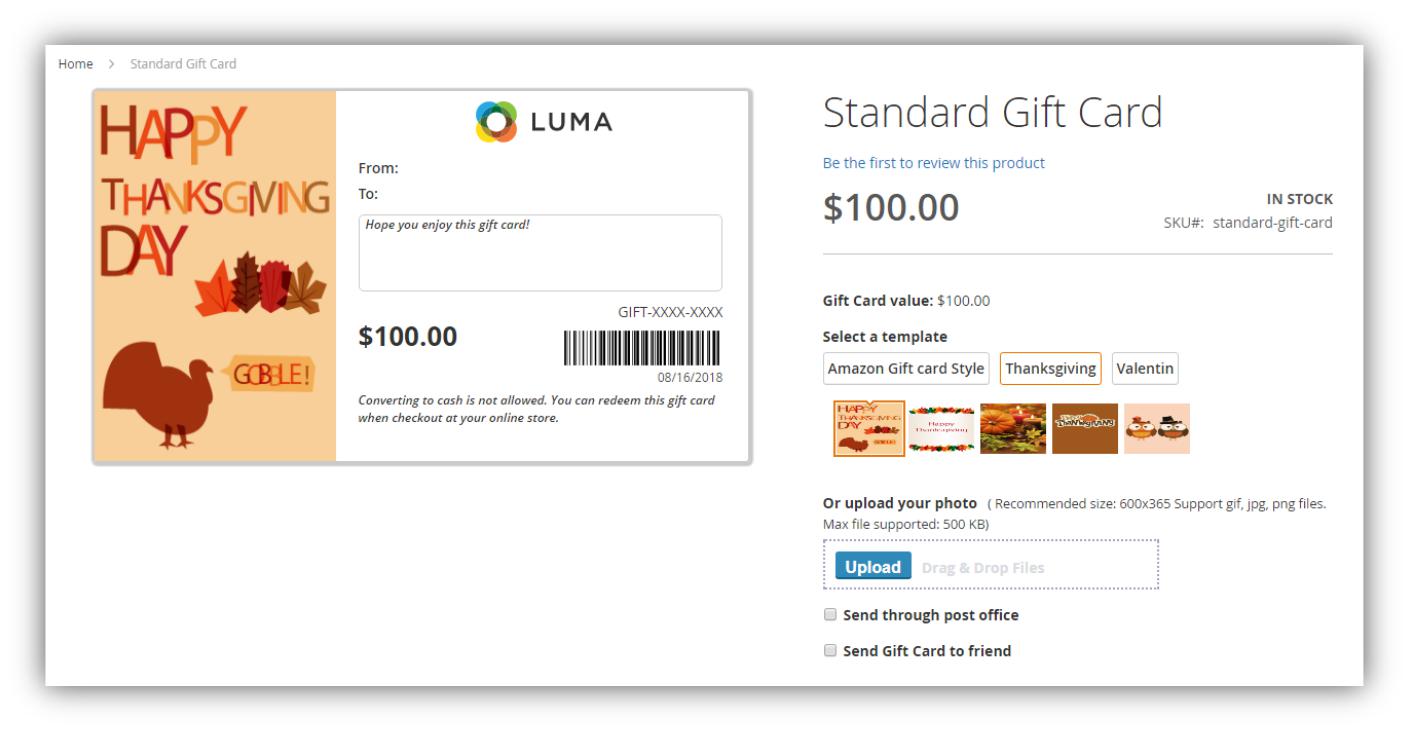 Home > Standard Gift Card
HAPPY
THANKSGIVING
DAY
GOBBLE!
LUMA
From:
To:
Hope you enjoy this gift card!
GIFT-XXXX-XXXX
$100.00
08/16/2018
Converting to cash is not allowed. You can redeem this gift card
when checkout at your online store.
Standard Gift Card
Be the first to review this product
$100.00
IN STOCK
SKU#: standard-gift-card
Gift Card value: $100.00
Select a template
Amazon Gift card Style
Thanksgiving
Valentin
HAPPY
THANKSGIVING
DAY
Happy
Thanksgiving
Or upload your photo ( Recommended size: 600x365 Support gif, jpg, png files.
Max file supported: 500 KB)
Upload Drag & Drop Files
Send through post office
Send Gift Card to friend